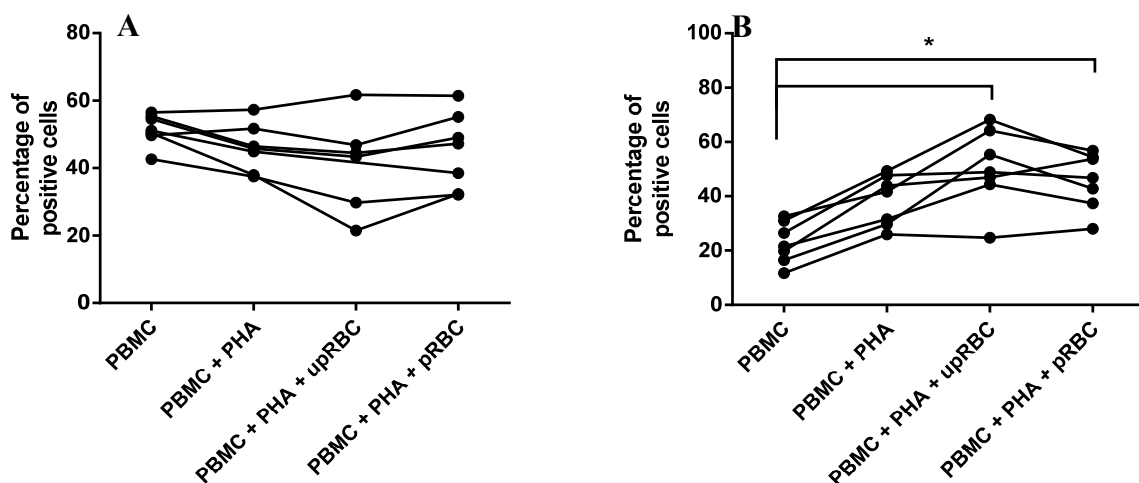 A
Percentage of
positive cells
80
60
40
20
0
PBMC
PBMC + PHA
PBMC + PHA + upRBC
PBMC + PHA + pRBC
B
Percentage of
positive cells
100
80
60
40
20
0
*
PBMC
PBMC + PHA
PBMC + PHA + upRBC
PBMC + PHA + pRBC